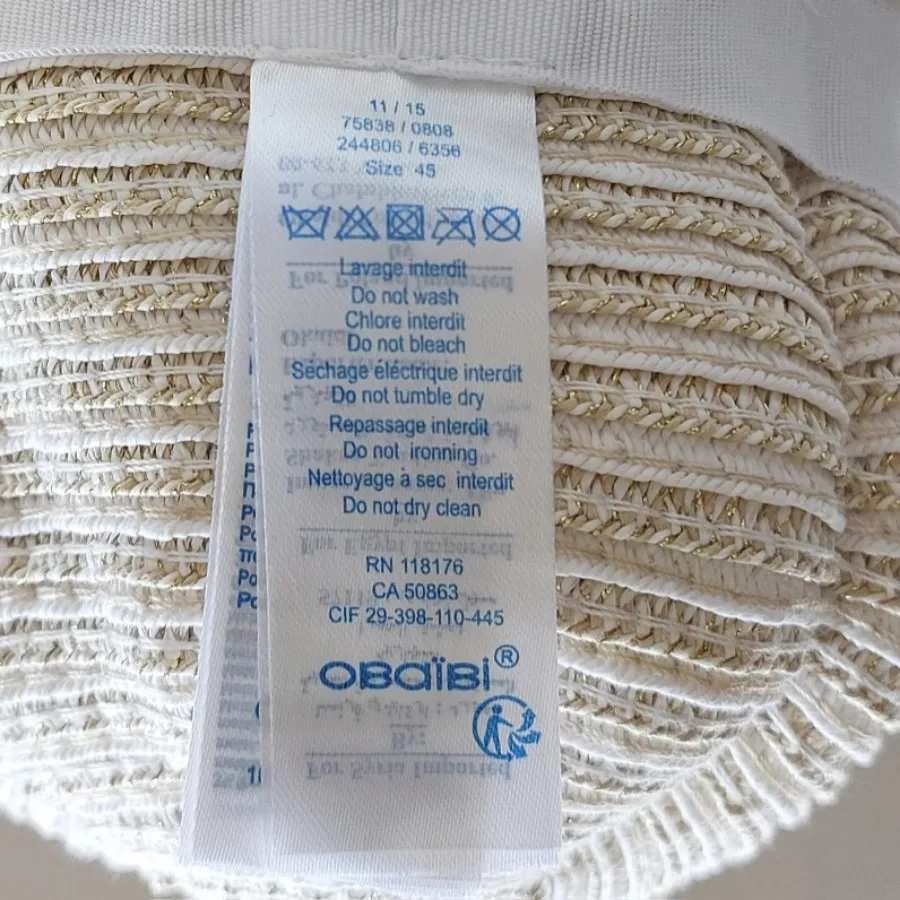 11 / 15
75838 / 0808
244806 / 6356
Size 45
Lavage interdit
Do not wash
Chlore interdit
Do not bleach
Séchage éléctrique interdit
Do not tumble dry
Repassage interdit
Do not ironning
Nettoyage à sec interdit
Do not dry clean
RN 118176
CA 50863
CIF 29-398-110-445
OBaïBi®